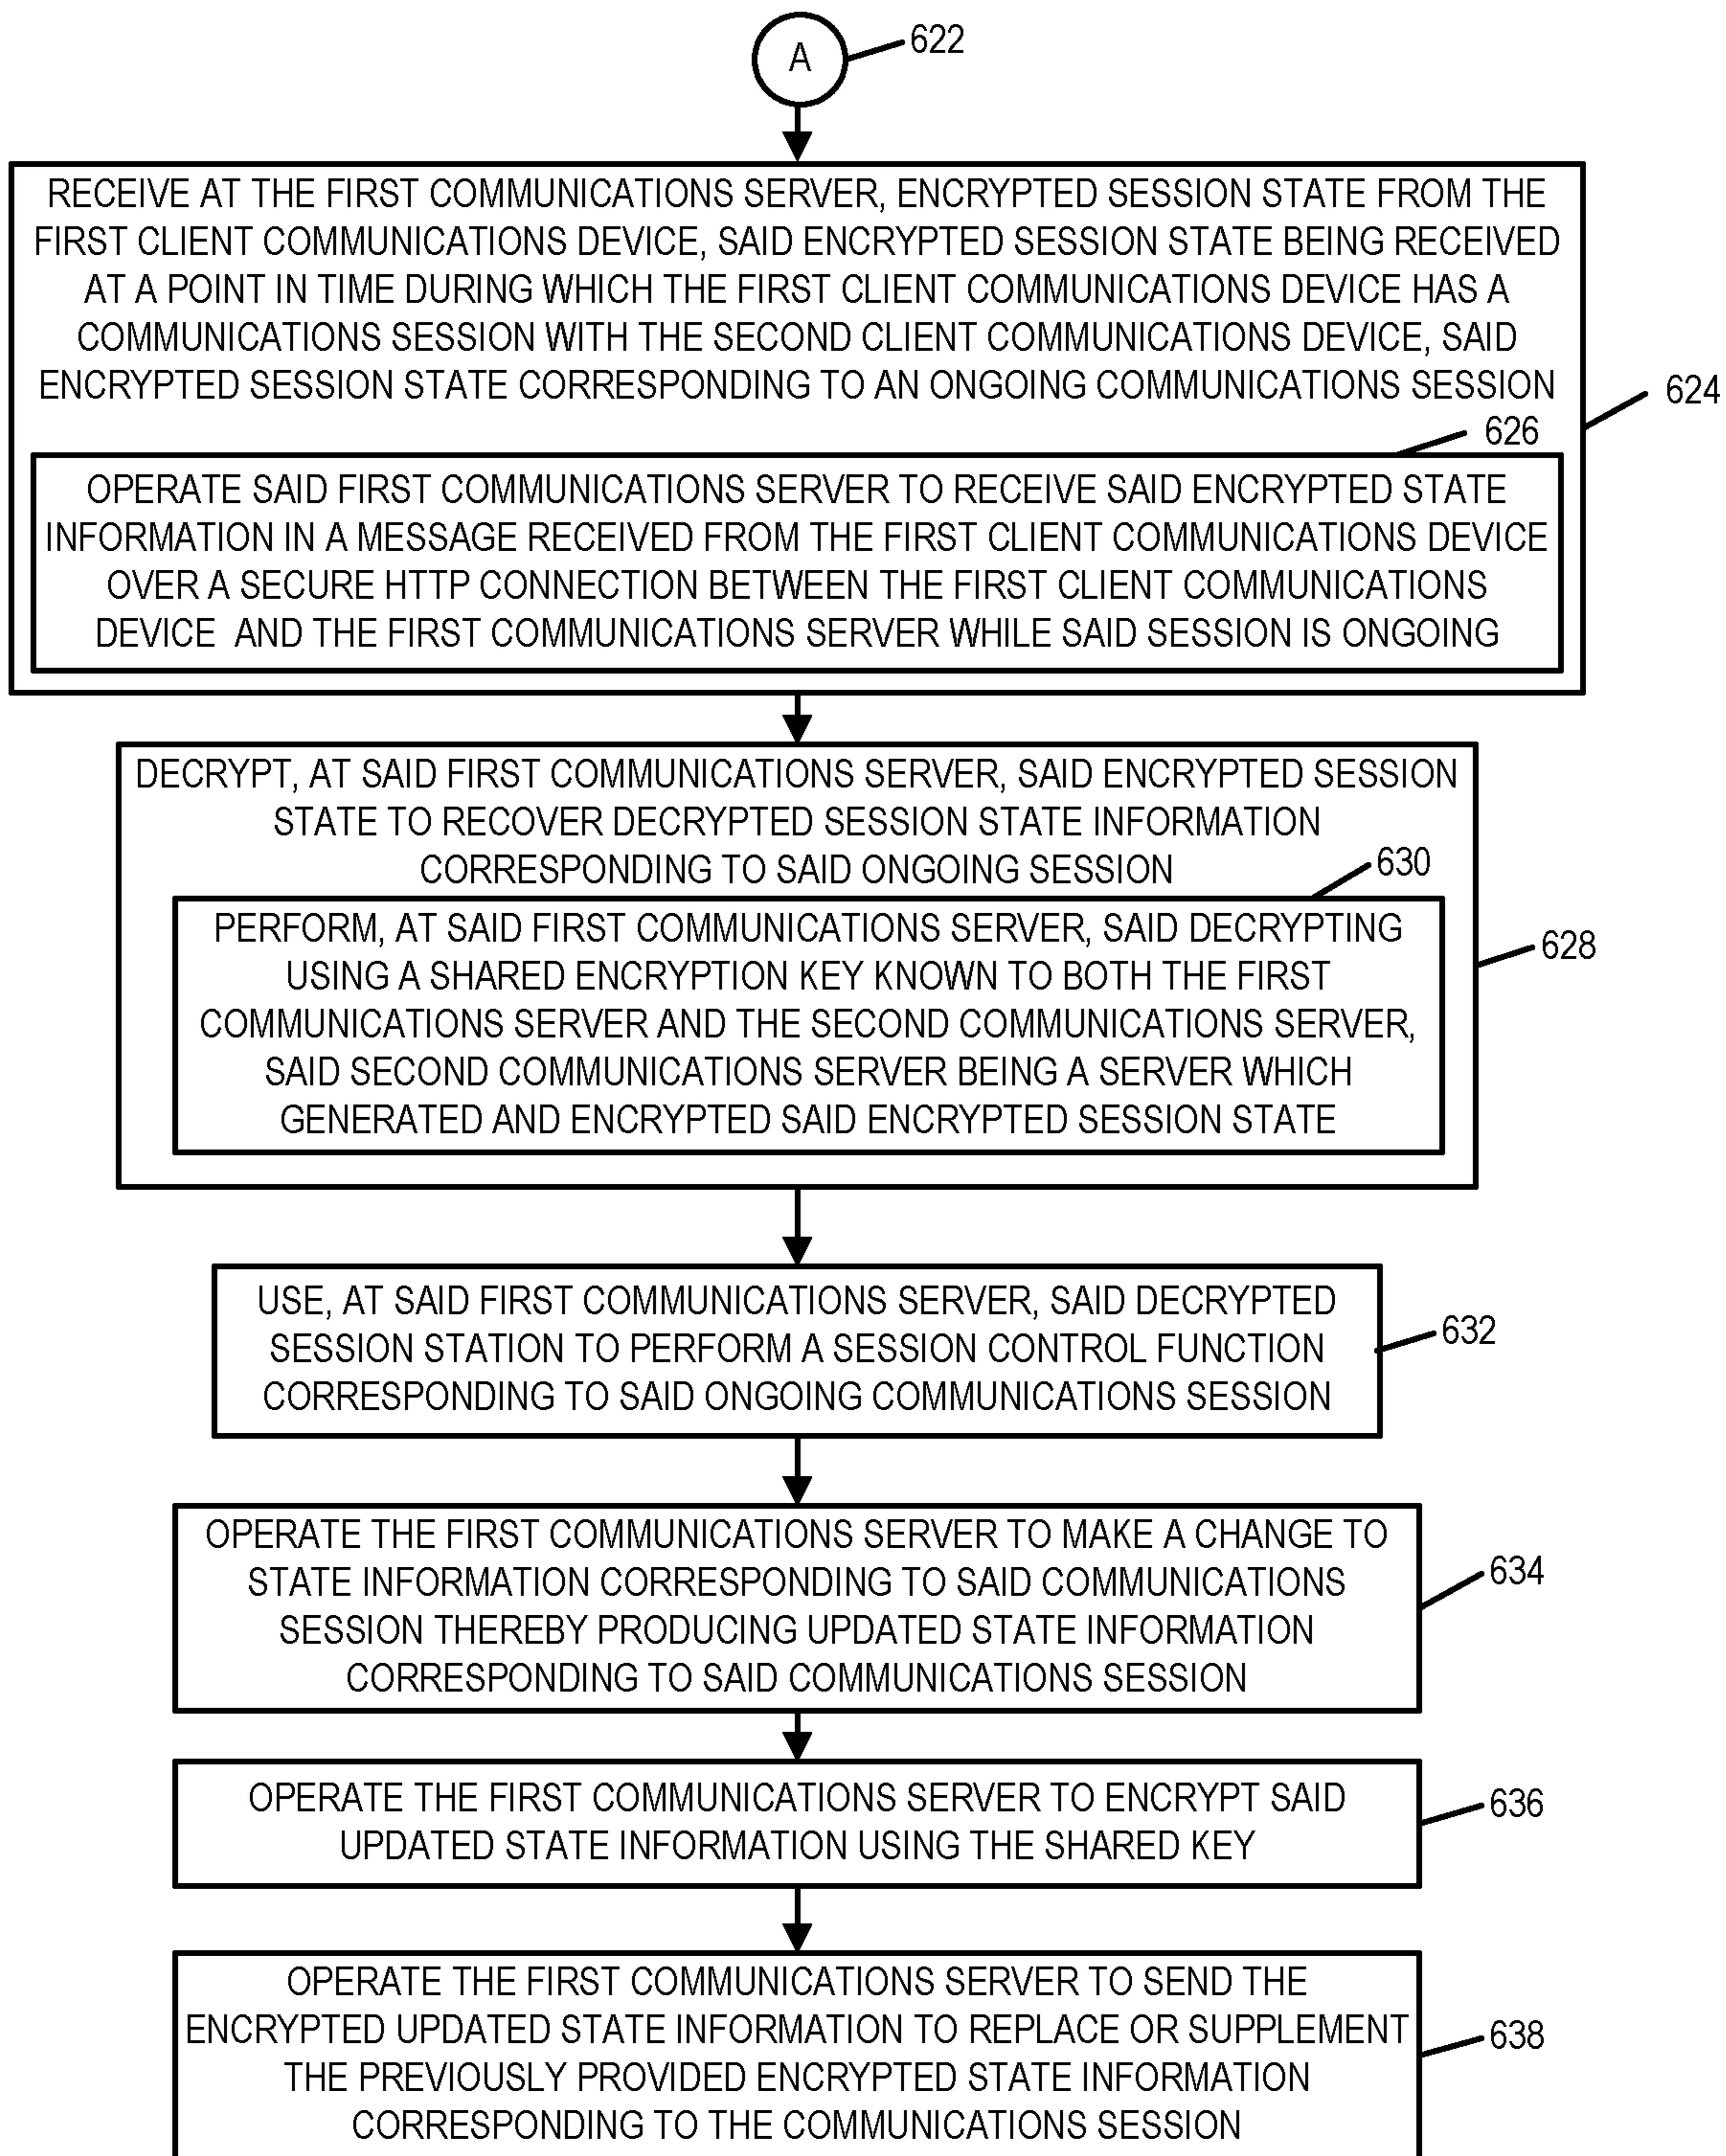 A
622
RECEIVE AT THE FIRST COMMUNICATIONS SERVER, ENCRYPTED SESSION STATE FROM THE
FIRST CLIENT COMMUNICATIONS DEVICE, SAID ENCRYPTED SESSION STATE BEING RECEIVED
AT A POINT IN TIME DURING WHICH THE FIRST CLIENT COMMUNICATIONS DEVICE HAS A
COMMUNICATIONS SESSION WITH THE SECOND CLIENT COMMUNICATIONS DEVICE, SAID
ENCRYPTED SESSION STATE CORRESPONDING TO AN ONGOING COMMUNICATIONS SESSION
624
626
OPERATE SAID FIRST COMMUNICATIONS SERVER TO RECEIVE SAID ENCRYPTED STATE
INFORMATION IN A MESSAGE RECEIVED FROM THE FIRST CLIENT COMMUNICATIONS DEVICE
OVER A SECURE HTTP CONNECTION BETWEEN THE FIRST CLIENT COMMUNICATIONS
DEVICE AND THE FIRST COMMUNICATIONS SERVER WHILE SAID SESSION IS ONGOING
DECRYPT, AT SAID FIRST COMMUNICATIONS SERVER, SAID ENCRYPTED SESSION
STATE TO RECOVER DECRYPTED SESSION STATE INFORMATION
CORRESPONDING TO SAID ONGOING SESSION
630
PERFORM, AT SAID FIRST COMMUNICATIONS SERVER, SAID DECRYPTING
USING A SHARED ENCRYPTION KEY KNOWN TO BOTH THE FIRST
COMMUNICATIONS SERVER AND THE SECOND COMMUNICATIONS SERVER,
SAID SECOND COMMUNICATIONS SERVER BEING A SERVER WHICH
GENERATED AND ENCRYPTED SAID ENCRYPTED SESSION STATE
628
USE, AT SAID FIRST COMMUNICATIONS SERVER, SAID DECRYPTED
SESSION STATION TO PERFORM A SESSION CONTROL FUNCTION
CORRESPONDING TO SAID ONGOING COMMUNICATIONS SESSION
632
OPERATE THE FIRST COMMUNICATIONS SERVER TO MAKE A CHANGE TO
STATE INFORMATION CORRESPONDING TO SAID COMMUNICATIONS
SESSION THEREBY PRODUCING UPDATED STATE INFORMATION
CORRESPONDING TO SAID COMMUNICATIONS SESSION
634
OPERATE THE FIRST COMMUNICATIONS SERVER TO ENCRYPT SAID
UPDATED STATE INFORMATION USING THE SHARED KEY
636
OPERATE THE FIRST COMMUNICATIONS SERVER TO SEND THE
ENCRYPTED UPDATED STATE INFORMATION TO REPLACE OR SUPPLEMENT
THE PREVIOUSLY PROVIDED ENCRYPTED STATE INFORMATION
CORRESPONDING TO THE COMMUNICATIONS SESSION
638